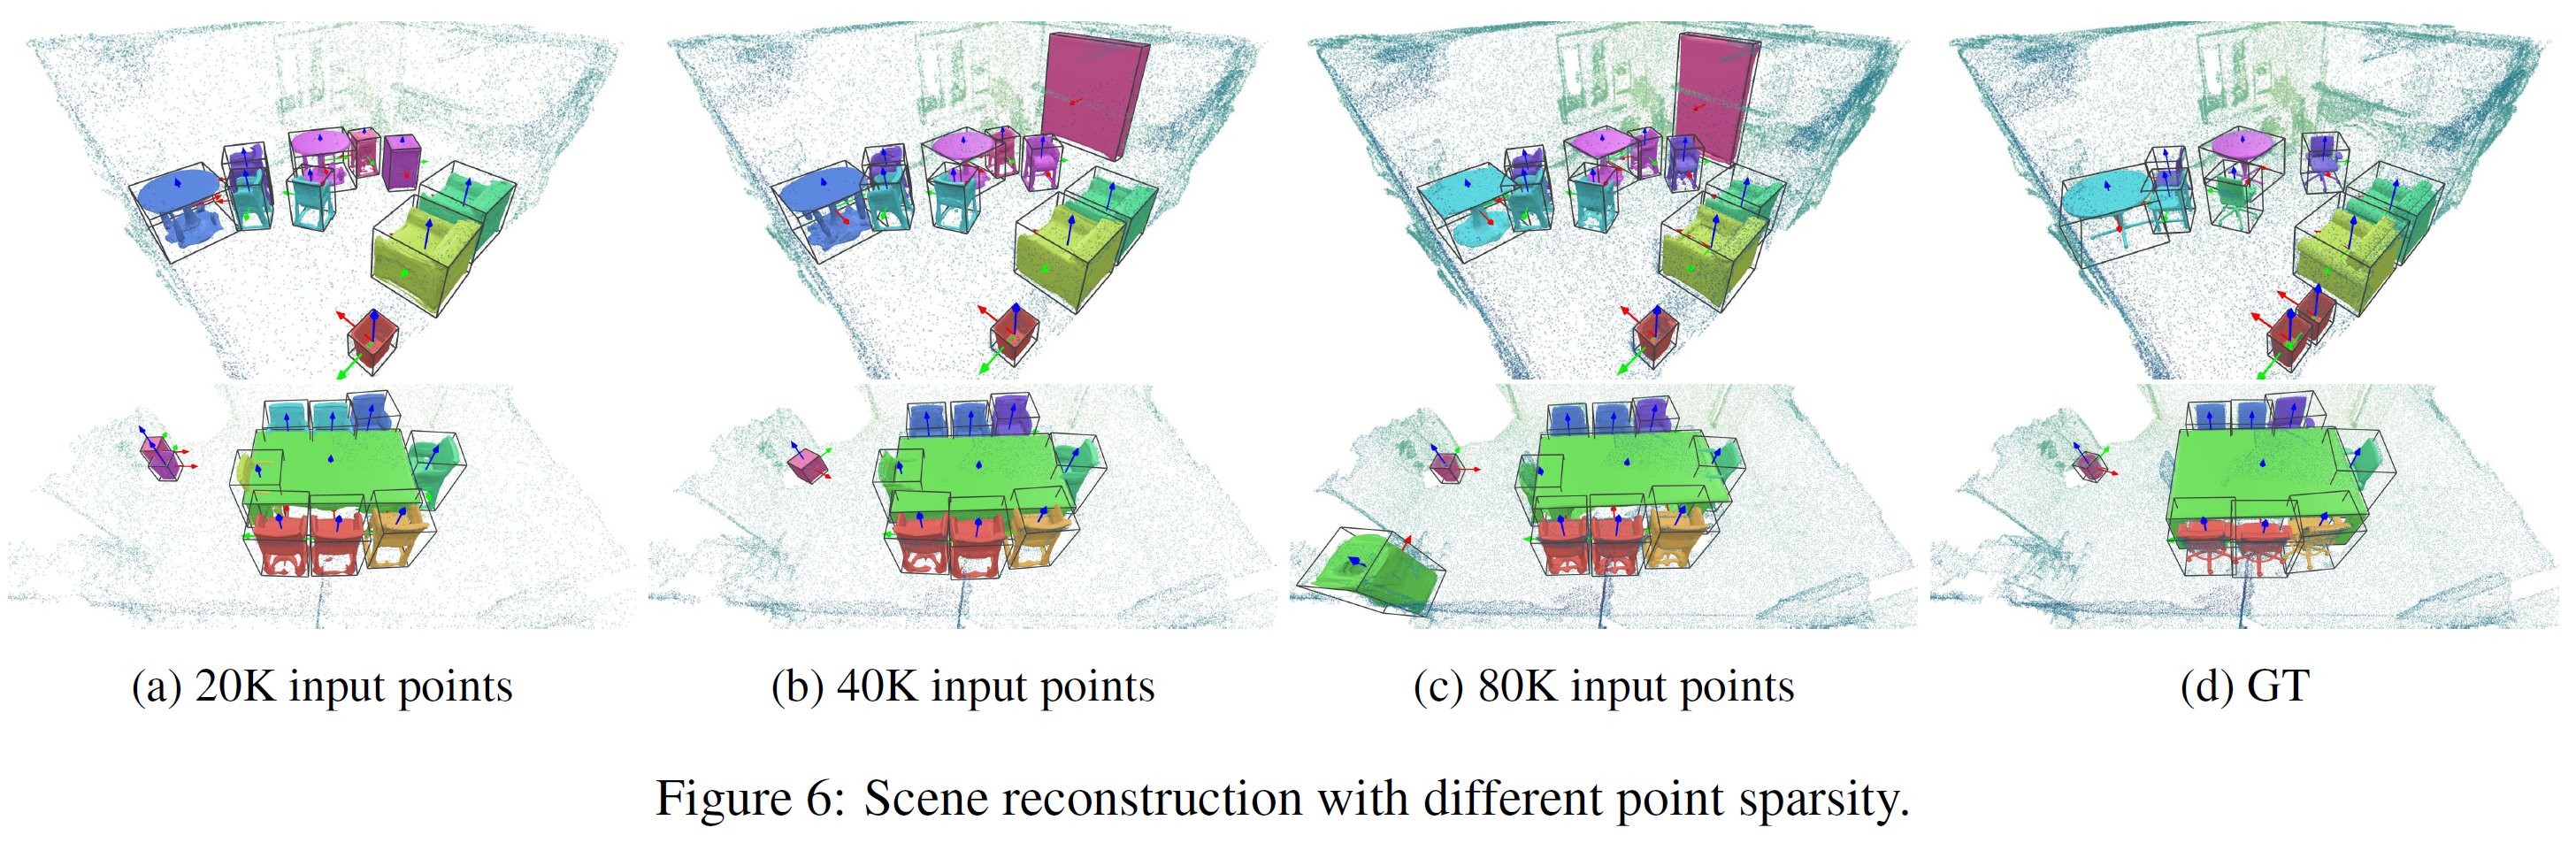 (a) 20K input points
(b) 40K input points
(c) 80K input points
(d) GT
Figure 6: Scene reconstruction with different point sparsity.